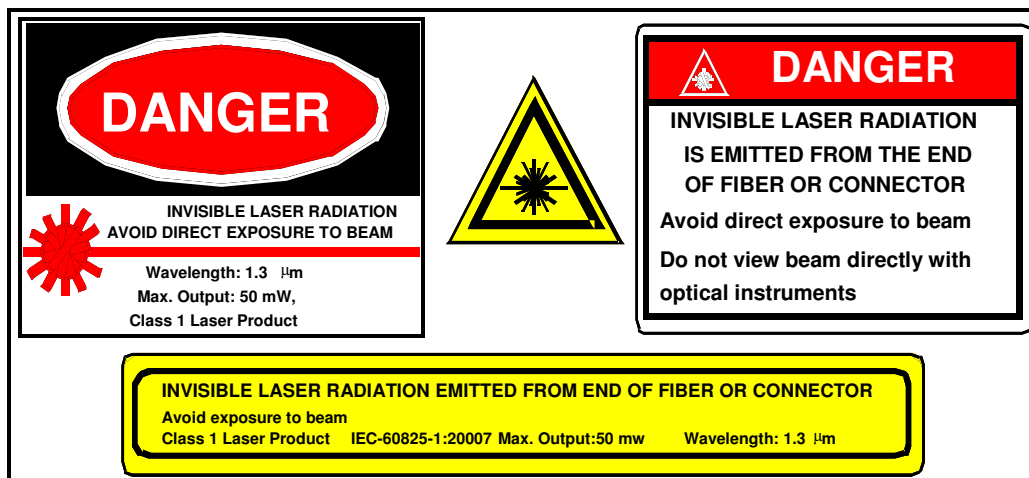 DANGER
INVISIBLE LASER RADIATION
AVOID DIRECT EXPOSURE TO BEAM
Wavelength: 1.3 μm
Max. Output: 50 mW,
Class 1 Laser Product
DANGER
INVISIBLE LASER RADIATION
IS EMITTED FROM THE END
OF FIBER OR CONNECTOR
Avoid direct exposure to beam
Do not view beam directly with
optical instruments
INVISIBLE LASER RADIATION EMITTED FROM END OF FIBER OR CONNECTOR
Avoid exposure to beam
Class 1 Laser Product IEC-60825-1:20007 Max. Output:50 mw Wavelength: 1.3 μm